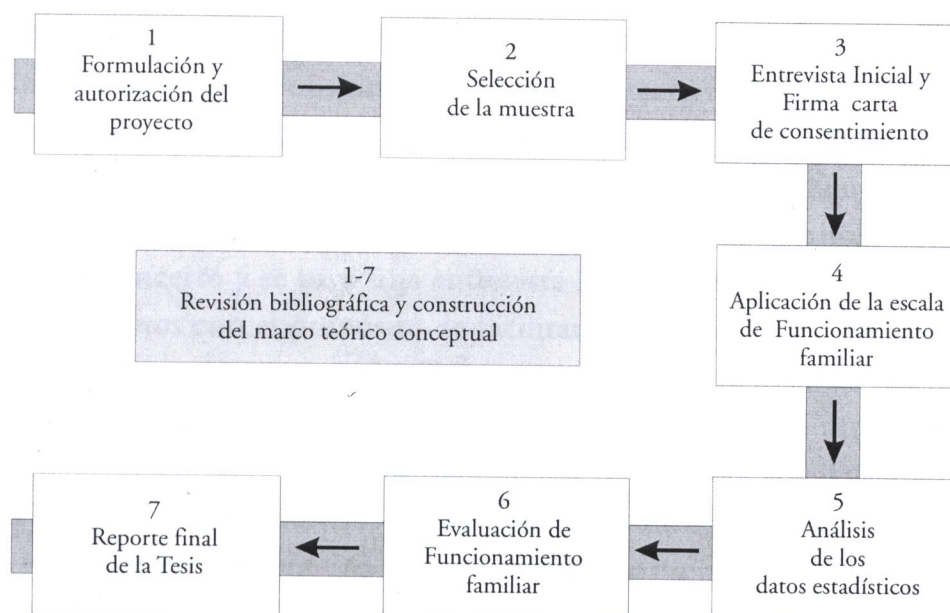 1
Formulación y
autorización del
proyecto
2
Selección
de la muestra
3
Entrevista Inicial y
Firma carta
de consentimiento
1-7
Revisión bibliográfica y construcción
del marco teórico conceptual
4
Aplicación de la escala
de Funcionamiento
familiar
7
Reporte final
de la Tesis
6
Evaluación de
Funcionamiento
familiar
5
Análisis
de los
datos estadísticos